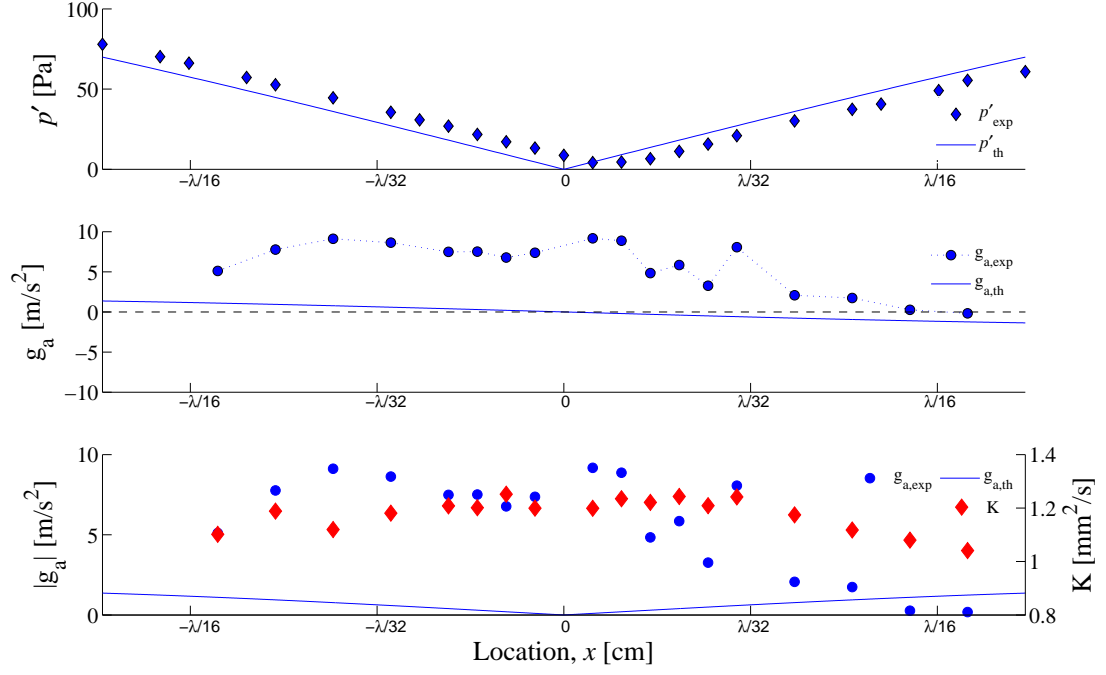 100
50
0
p′ [Pa]
p′exp
p′th
−λ/16
−λ/32
0
λ/32
λ/16
10
5
0
−5
−10
ga [m/s2]
ga,exp
ga,th
−λ/16
−λ/32
0
λ/32
λ/16
10
5
0
|ga| [m/s2]
ga,exp
ga,th
K
1.4
1.2
1
0.8
K [mm2/s]
−λ/16
−λ/32
0
λ/32
λ/16
Location, x [cm]